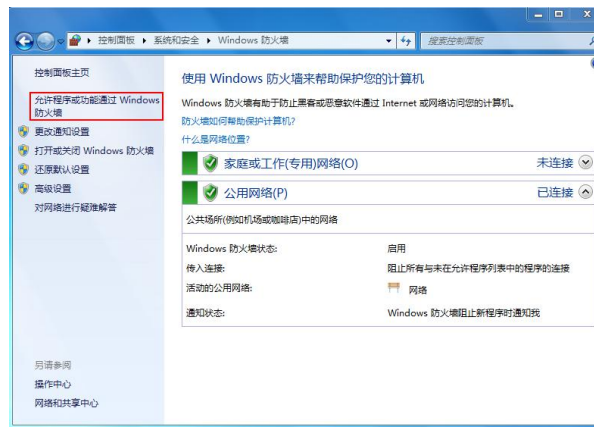 控制面板 ▸ 系统和安全 ▸ Windows 防火墙
搜索控制面板
控制面板主页
允许程序或功能通过 Windows
防火墙
更改通知设置
打开或关闭 Windows 防火墙
还原默认设置
高级设置
对网络进行疑难解答
另请参阅
操作中心
网络和共享中心
使用 Windows 防火墙来帮助保护您的计算机
Windows 防火墙有助于防止黑客或恶意软件通过 Internet 或网络访问您的计算机。
防火墙如何帮助保护计算机?
什么是网络位置?
家庭或工作(专用)网络(O) 未连接
公用网络(P) 已连接
公共场所(例如机场或咖啡店)中的网络
Windows 防火墙状态: 启用
传入连接: 阻止所有与未在允许程序列表中的程序的连接
活动的公用网络: 网络
通知状态: Windows 防火墙阻止新程序时通知我